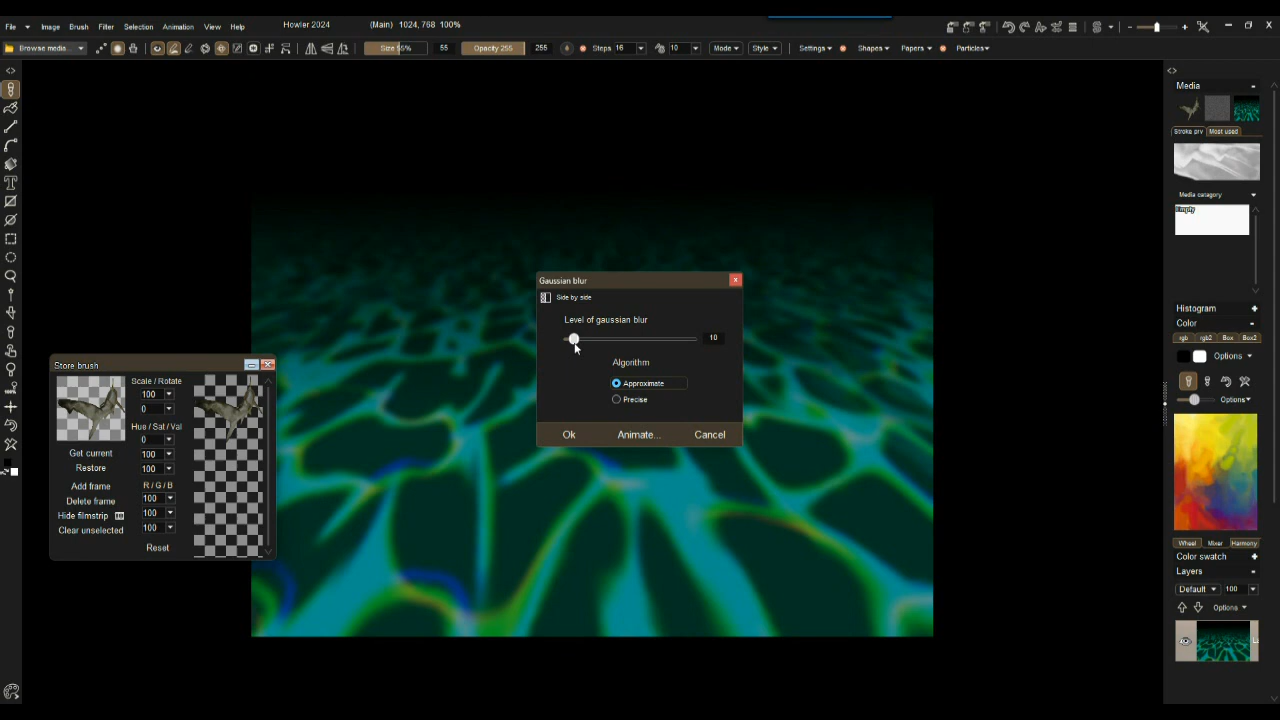 File Image Brush Filter Selection Animation View Help Howler 2024 (Main) 1024,768 100%
Browse media... Size 55% 55 Opacity 255 255 Steps 16 10 Mode Style Settings Shapes Papers Particles
Media
Stroke prv Most used
Media catagory
Empty
Histogram
Color
rgb rgb2 Box Box2
Options
Options
Wheel Mixer Harmony
Color swatch
Layers
Default 100
Options
Gaussian blur
Side by side
Level of gaussian blur
10
Algorithm
Approximate
Precise
Ok Animate... Cancel
Store brush
Scale / Rotate
100
0
Hue / Sat / Val
0
Get current 100
Restore 100
Add frame R / G / B
Delete frame 100
Hide filmstrip 100
Clear unselected 100
Reset